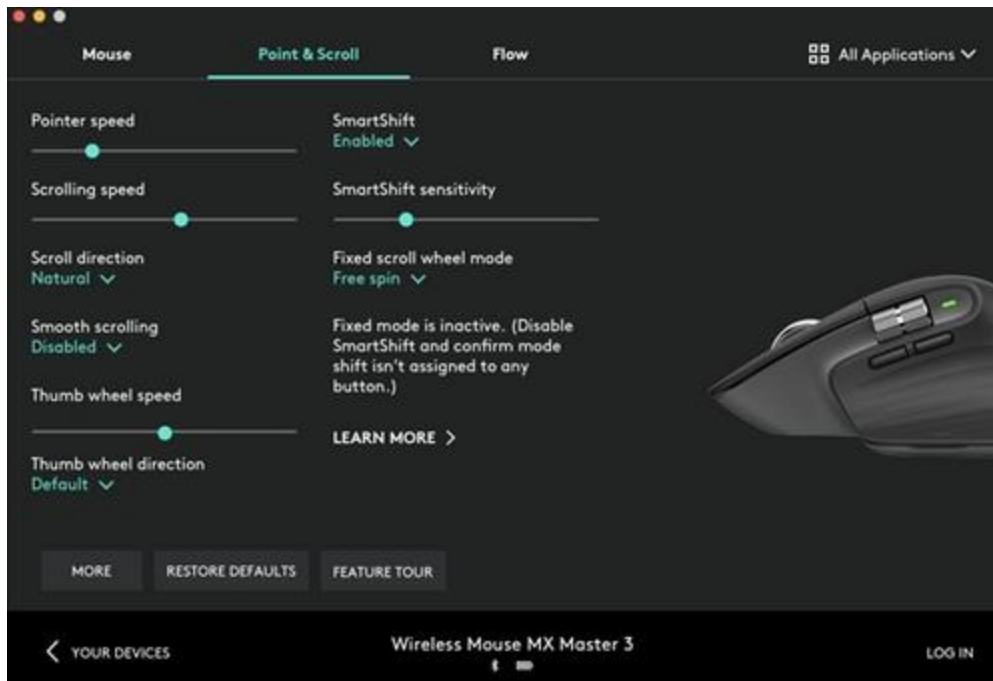 Mouse
Point & Scroll
Flow
All Applications
Pointer speed
Scrolling speed
Scroll direction
Natural
Smooth scrolling
Disabled
Thumb wheel speed
Thumb wheel direction
Default
SmartShift
Enabled
SmartShift sensitivity
Fixed scroll wheel mode
Free spin
Fixed mode is inactive. (Disable
SmartShift and confirm mode
shift isn't assigned to any
button.)
LEARN MORE
MORE
RESTORE DEFAULTS
FEATURE TOUR
YOUR DEVICES
Wireless Mouse MX Master 3
LOG IN